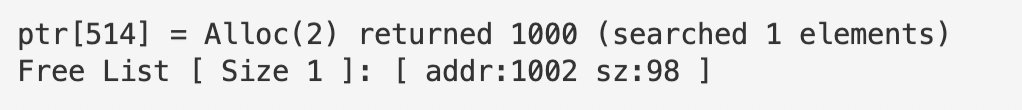 ptr[514] = Alloc(2) returned 1000 (searched 1 elements)
Free List [ Size 1 ]: [ addr:1002 sz:98 ]